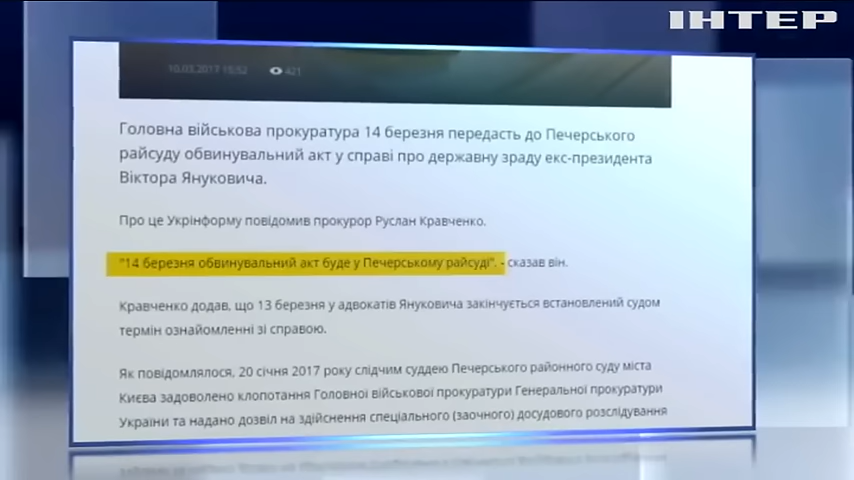 ІНТЕР
10.03.2017 15:52 421
Головна військова прокуратура 14 березня передасть до Печерського
райсуду обвинувальний акт у справі про державну зраду екс-президента
Віктора Януковича.
Про це Укрінформу повідомив прокурор Руслан Кравченко.
"14 березня обвинувальний акт буде у Печерському райсуді", - сказав він.
Кравченко додав, що 13 березня у адвокатів Януковича закінчується встановлений судом
термін ознайомленні зі справою.
Як повідомлялося, 20 січня 2017 року слідчим суддею Печерського районного суду міста
Києва задоволено клопотання Головної військової прокуратури Генеральної прокуратури
України та надано дозвіл на здійснення спеціального (заочного) досудового розслідування